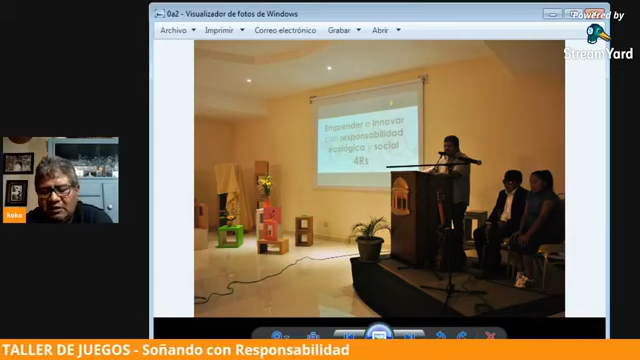 0a2 - Visualizador de fotos de Windows
Powered by
StreamYard
Archivo Imprimir Correo electrónico Grabar Abrir
Emprender e innovar
con responsabilidad
ecológica y social
4Rs
koko
TALLER DE JUEGOS - Soñando con Responsabilidad